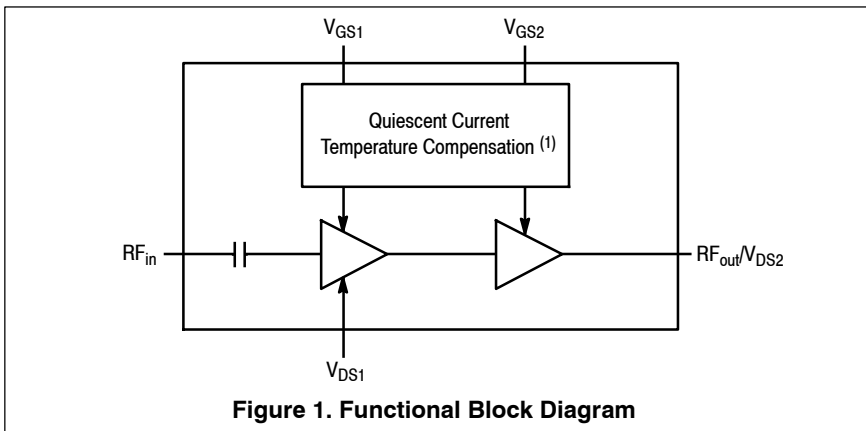 VGS1
VGS2
Quiescent Current
Temperature Compensation (1)
RFin
RFout/VDS2
VDS1
Figure 1. Functional Block Diagram